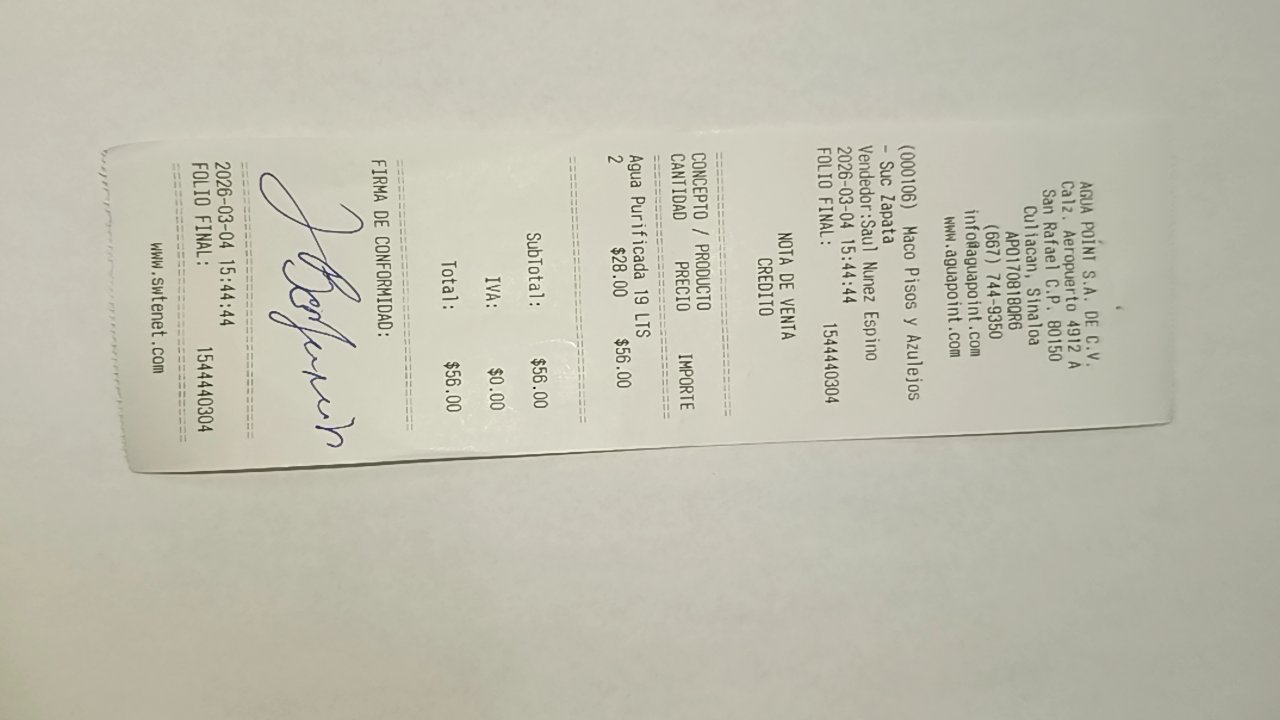 AGUA POINT S.A. DE C.V.
Calz. Aeropuerto 4912 A
San Rafael C.P. 80150
Culiacan, Sinaloa
APO170818QR6
(667) 744-9350
info@aguapoint.com
www.aguapoint.com
(000106) Maco Pisos y Azulejos
- Suc Zapata
Vendedor:Saul Nunez Espino
2026-03-04 15:44:44
FOLIO FINAL: 1544440304
NOTA DE VENTA
CREDITO
CONCEPTO / PRODUCTO
CANTIDAD PRECIO IMPORTE
Agua Purificada 19 LTS
2 $28.00 $56.00
SubTotal: $56.00
IVA: $0.00
Total: $56.00
FIRMA DE CONFORMIDAD:
2026-03-04 15:44:44
FOLIO FINAL: 1544440304
www.swtenet.com